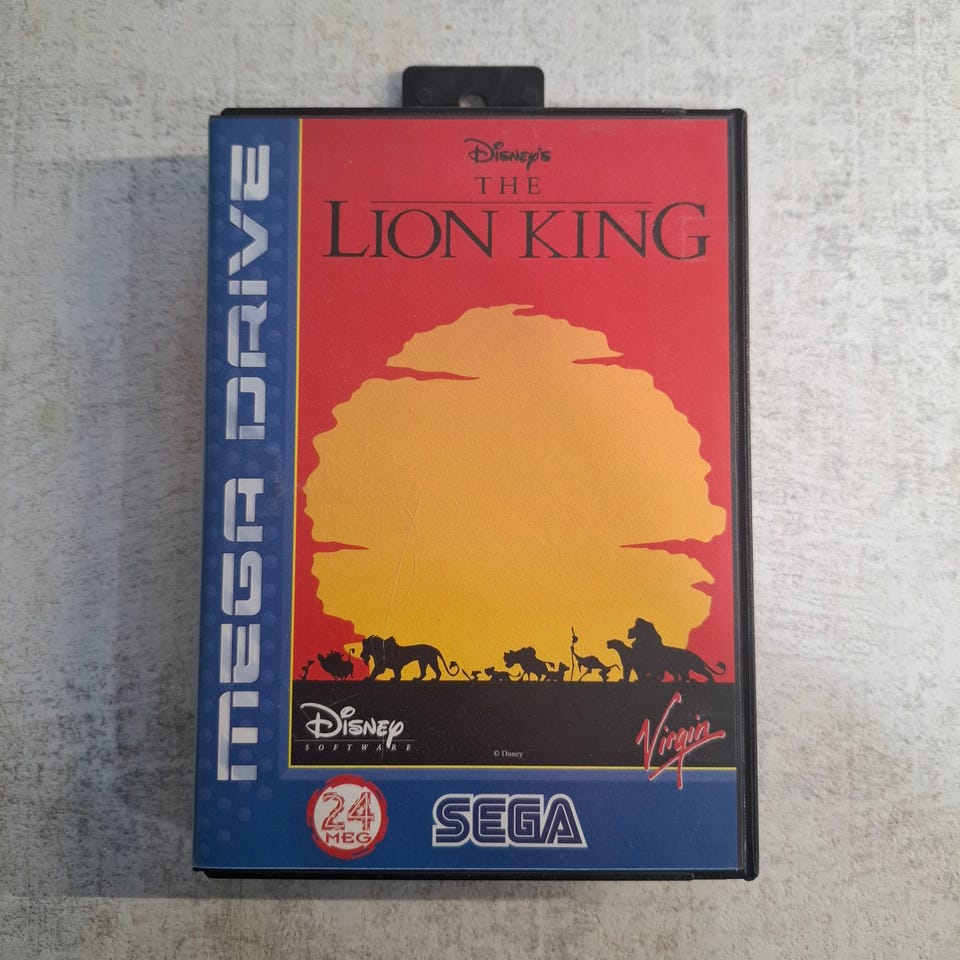 MEGA DRIVE
Disney's
THE
LION KING
Disney
SOFTWARE
© Disney
Virgin
24
MEG
SEGA